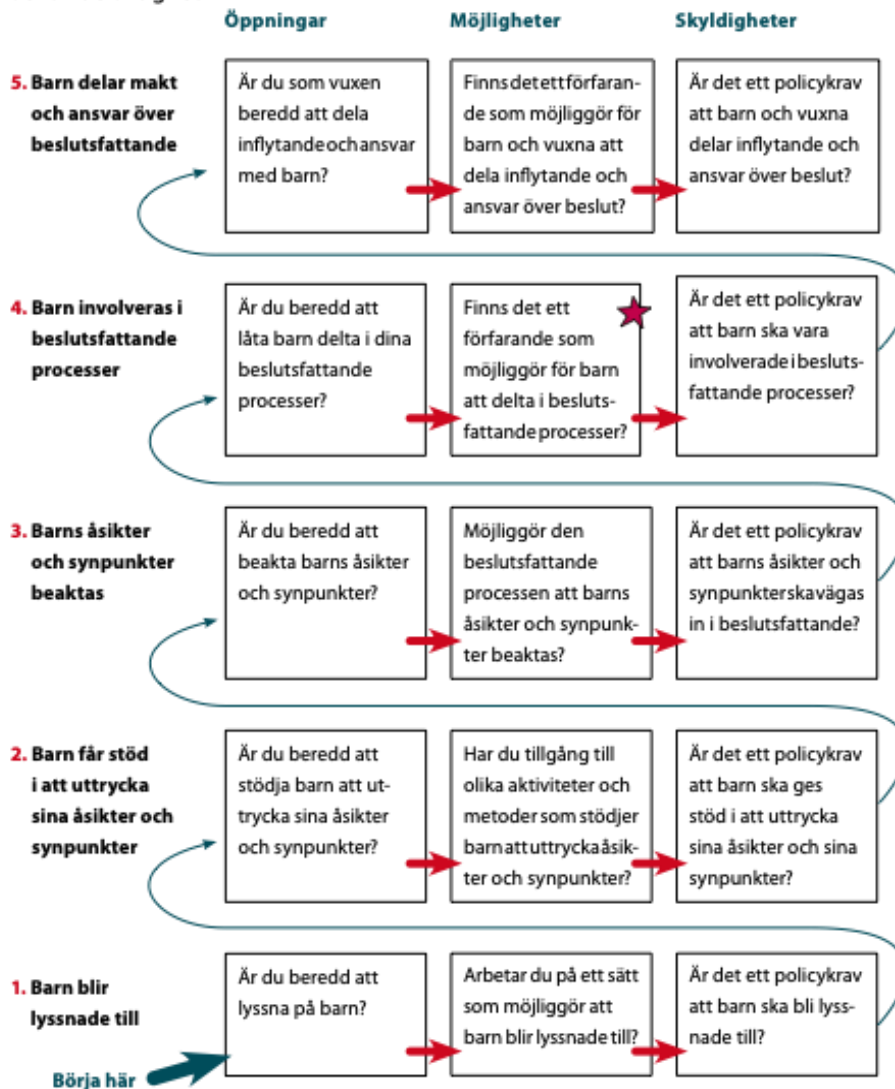 Öppningar
Möjligheter
Skyldigheter
5. Barn delar makt
och ansvar över
beslutsfattande
Är du som vuxen
beredd att dela
inflytande och ansvar
med barn?
Finns det ett förfaran-
de som möjliggör för
barn och vuxna att
dela inflytande och
ansvar över beslut?
Är det ett policykrav
att barn och vuxna
delar inflytande och
ansvar över beslut?
4. Barn involveras i
beslutsfattande
processer
Är du beredd att
låta barn delta i dina
beslutsfattande
processer?
Finns det ett
förfarande som
möjliggör för barn
att delta i besluts-
fattande processer?
Är det ett policykrav
att barn ska vara
involverade i besluts-
fattande processer?
3. Barns åsikter
och synpunkter
beaktas
Är du beredd att
beakta barns åsikter
och synpunkter?
Möjliggör den
beslutsfattande
processen att barns
åsikter och synpunk-
ter beaktas?
Är det ett policykrav
att barns åsikter och
synpunkter ska vägas
in i beslutsfattande?
2. Barn får stöd
i att uttrycka
sina åsikter och
synpunkter
Är du beredd att
stödja barn att ut-
trycka sina åsikter
och synpunkter?
Har du tillgång till
olika aktiviteter och
metoder som stödjer
barn att uttrycka åsik-
ter och synpunkter?
Är det ett policykrav
att barn ska ges
stöd i att uttrycka
sina åsikter och sina
synpunkter?
1. Barn blir
lyssnade till
Är du beredd att
lyssna på barn?
Arbetar du på ett sätt
som möjliggör att
barn blir lyssnade till?
Är det ett policykrav
att barn ska bli lyss-
nade till?
Börja här